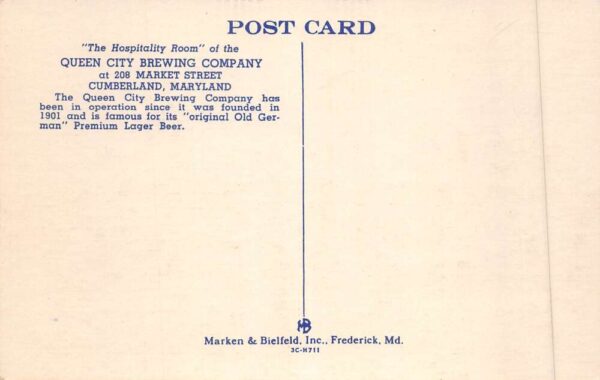 POST CARD
"The Hospitality Room" of the
QUEEN CITY BREWING COMPANY
at 208 MARKET STREET
CUMBERLAND, MARYLAND
The Queen City Brewing Company has
been in operation since it was founded in
1901 and is famous for its "original Old Ger-
man" Premium Lager Beer.
MB
Marken & Bielfeld, Inc., Frederick, Md.
3C-H711